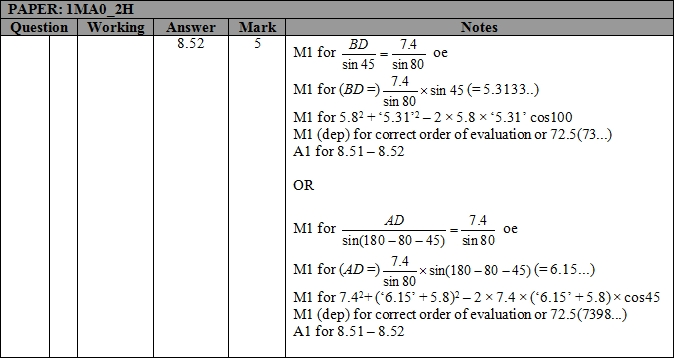 PAPER: 1MA0_2H
Question Working Answer Mark Notes
8.52 5
M1 for BD/sin 45 = 7.4/sin 80 oe
M1 for (BD =) 7.4/sin 80 × sin 45 (= 5.3133..)
M1 for 5.8² + ‘5.31’² – 2 × 5.8 × ‘5.31’ cos100
M1 (dep) for correct order of evaluation or 72.5(73...)
A1 for 8.51 – 8.52
OR
M1 for AD/sin(180 – 80 – 45) = 7.4/sin 80 oe
M1 for (AD =) 7.4/sin 80 × sin(180 – 80 – 45) (= 6.15...)
M1 for 7.4²+ (‘6.15’ + 5.8)² – 2 × 7.4 × (‘6.15’ + 5.8) × cos45
M1 (dep) for correct order of evaluation or 72.5(7398...)
A1 for 8.51 – 8.52